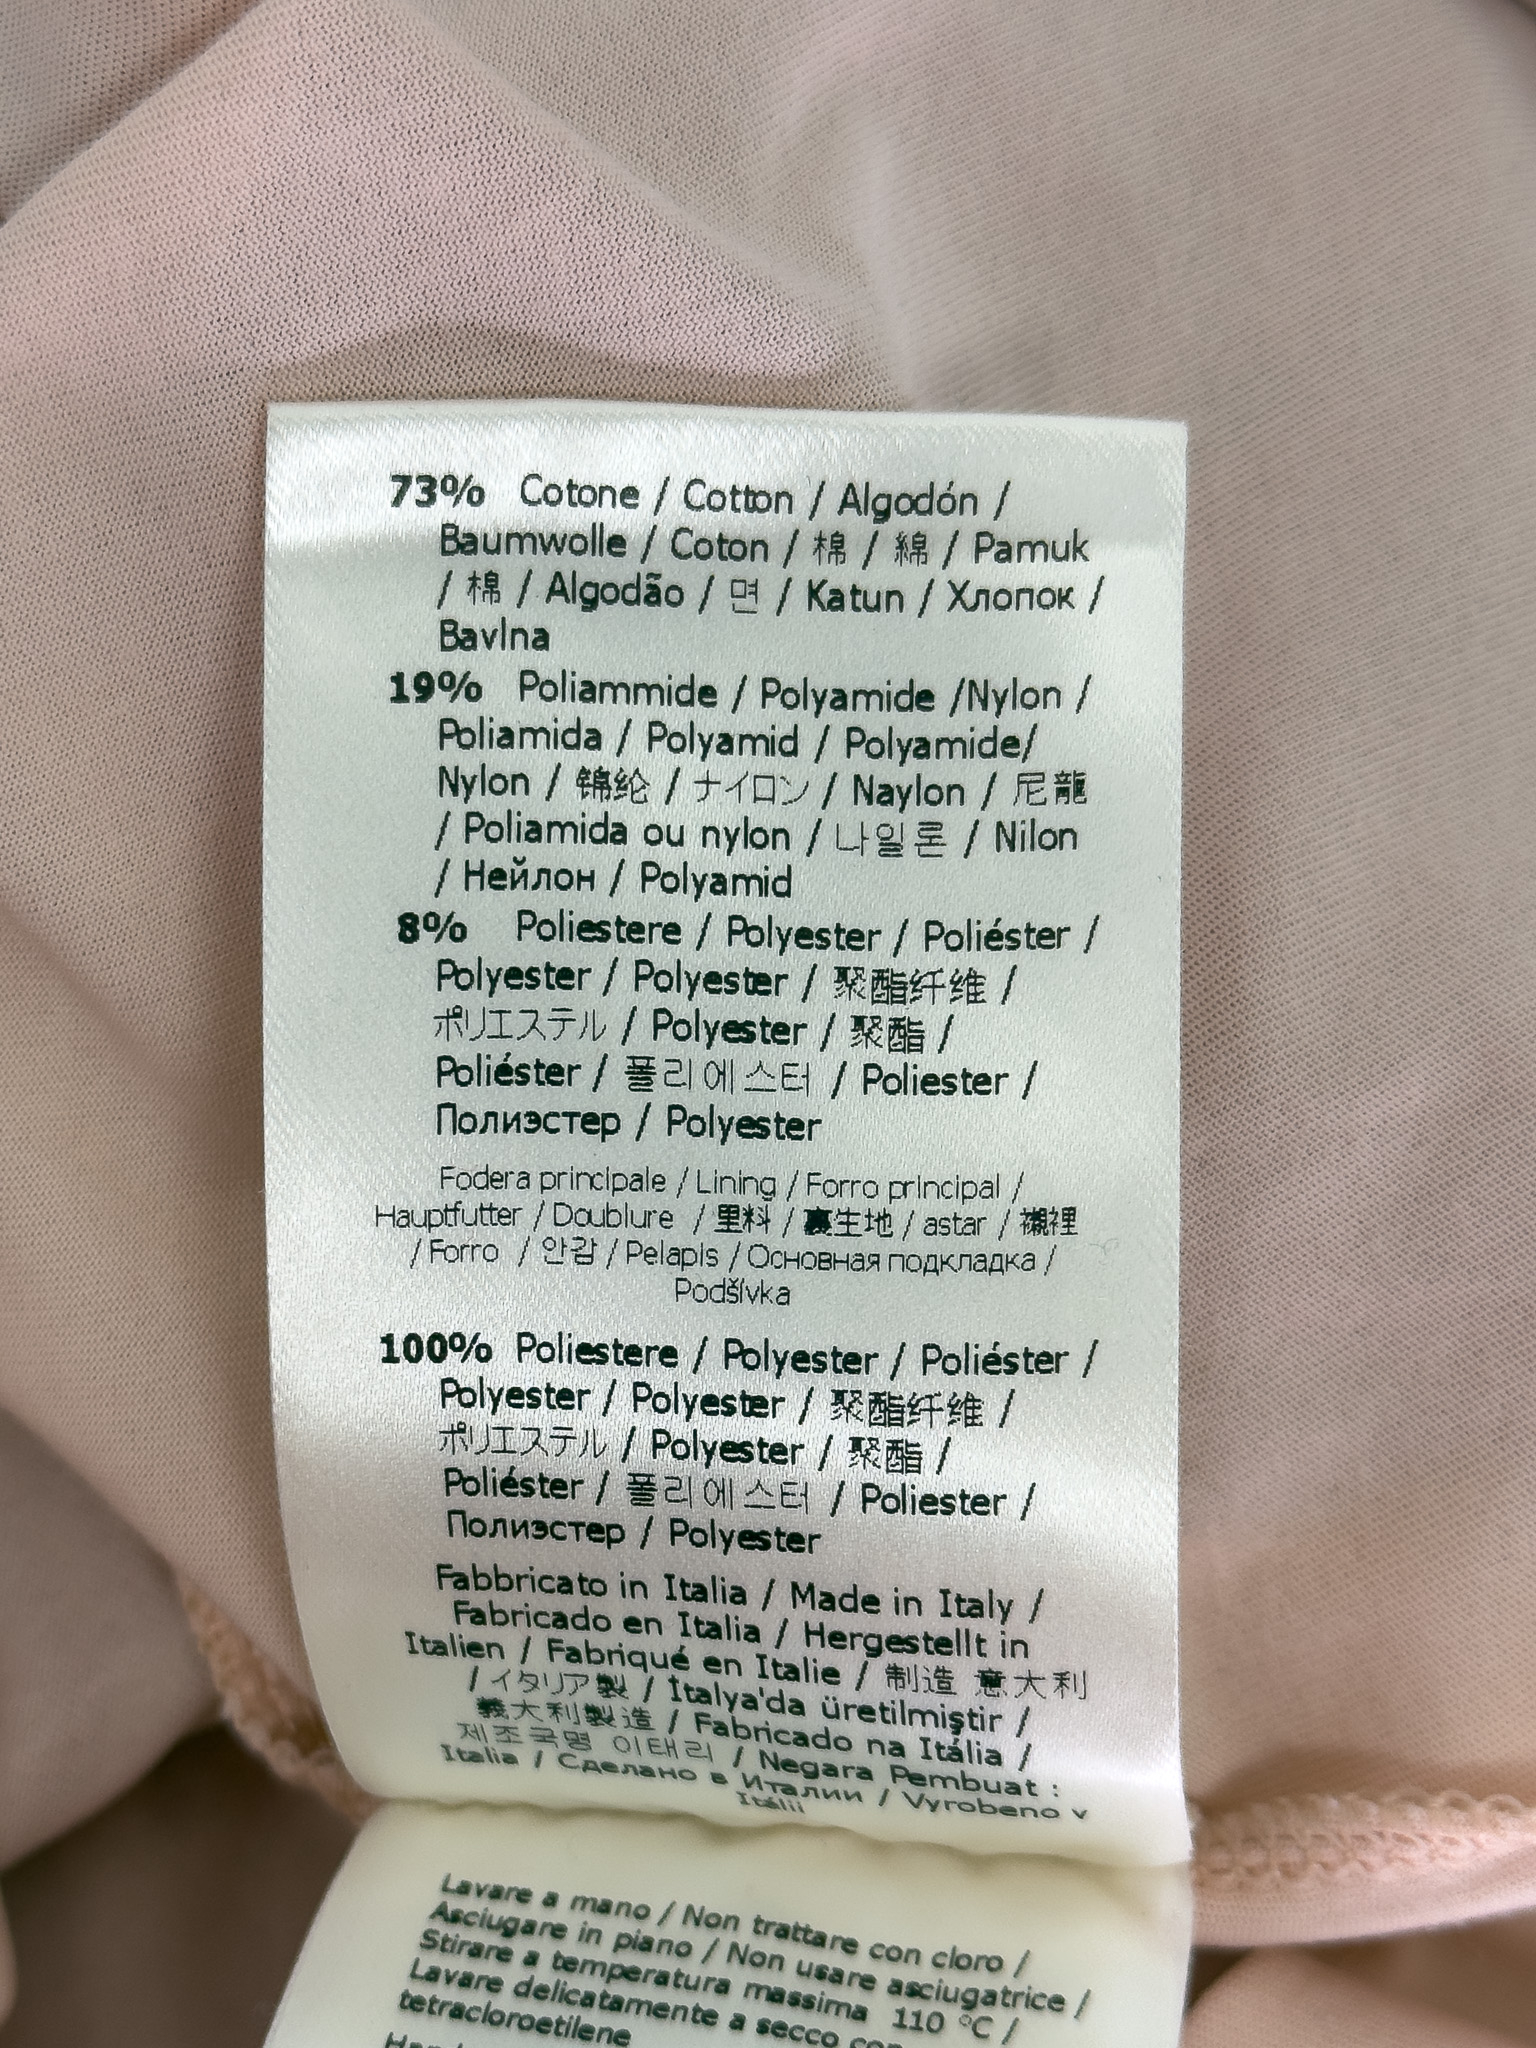 73% Cotone / Cotton / Algodón /
Baumwolle / Coton / 棉 / 綿 / Pamuk
/ 棉 / Algodão / 면 / Katun / Хлопок /
Bavlna
19% Poliammide / Polyamide /Nylon /
Poliamida / Polyamid / Polyamide/
Nylon / 锦纶 / ナイロン / Naylon / 尼龍
/ Poliamida ou nylon / 나일론 / Nilon
/ Нейлон / Polyamid
8% Poliestere / Polyester / Poliéster /
Polyester / Polyester / 聚酯纤维 /
ポリエステル / Polyester / 聚酯 /
Poliéster / 폴리에스터 / Poliester /
Полиэстер / Polyester
Fodera principale / Lining / Forro principal /
Hauptfutter / Doublure / 里料 / 裏生地 / astar / 襯裡
/ Forro / 안감 / Pelapis / Основная подкладка /
Podšívka
100% Poliestere / Polyester / Poliéster /
Polyester / Polyester / 聚酯纤维 /
ポリエステル / Polyester / 聚酯 /
Poliéster / 폴리에스터 / Poliester /
Полиэстер / Polyester
Fabbricato in Italia / Made in Italy /
Fabricado en Italia / Hergestellt in
Italien / Fabriqué en Italie / 制造 意大利
/ イタリア製 / İtalya'da üretilmiştir /
義大利製造 / Fabricado na Itália /
제조국명 이태리 / Negara Pembuat :
Italia / Сделано в Италии / Vyrobeno v
Itálii
Lavare a mano / Non trattare con cloro /
Asciugare in piano / Non usare asciugatrice /
Stirare a temperatura massima 110 °C /
Lavare delicatamente a secco con
tetracloroetilene